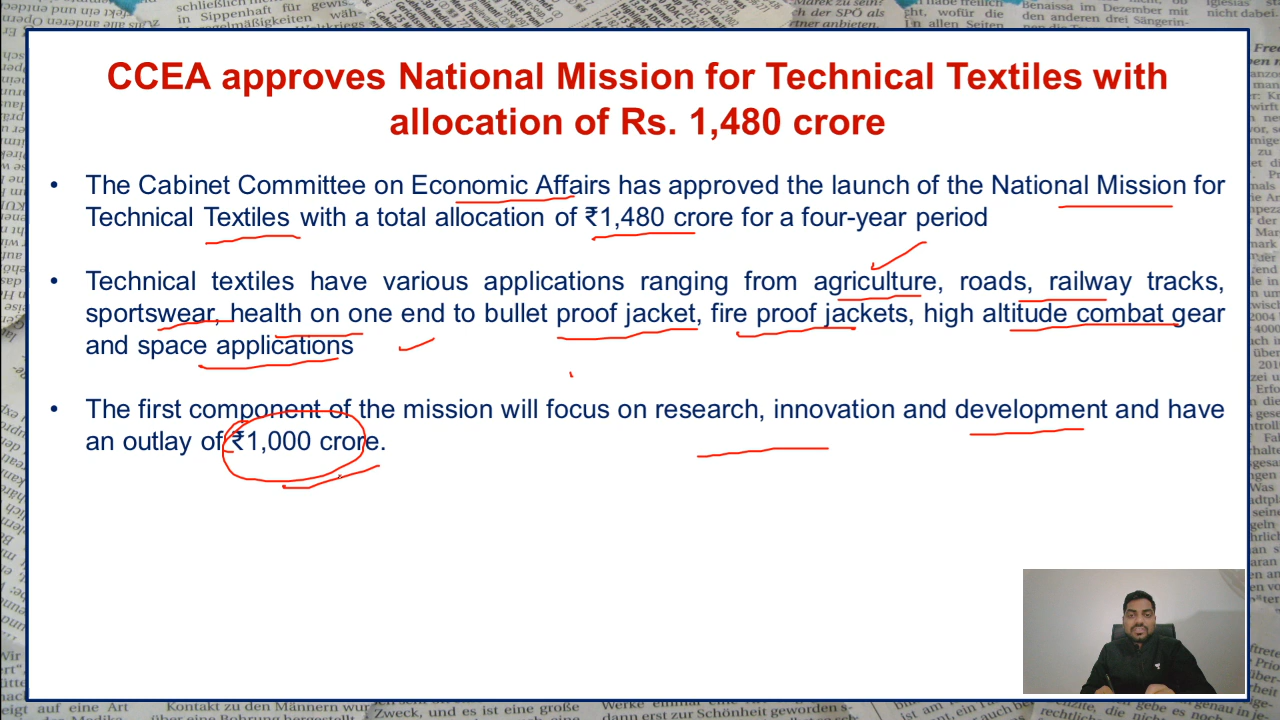 CCEA approves National Mission for Technical Textiles with
allocation of Rs. 1,480 crore
• The Cabinet Committee on Economic Affairs has approved the launch of the National Mission for
Technical Textiles with a total allocation of ₹1,480 crore for a four-year period
• Technical textiles have various applications ranging from agriculture, roads, railway tracks,
sportswear, health on one end to bullet proof jacket, fire proof jackets, high altitude combat gear
and space applications
• The first component of the mission will focus on research, innovation and development and have
an outlay of ₹1,000 crore.